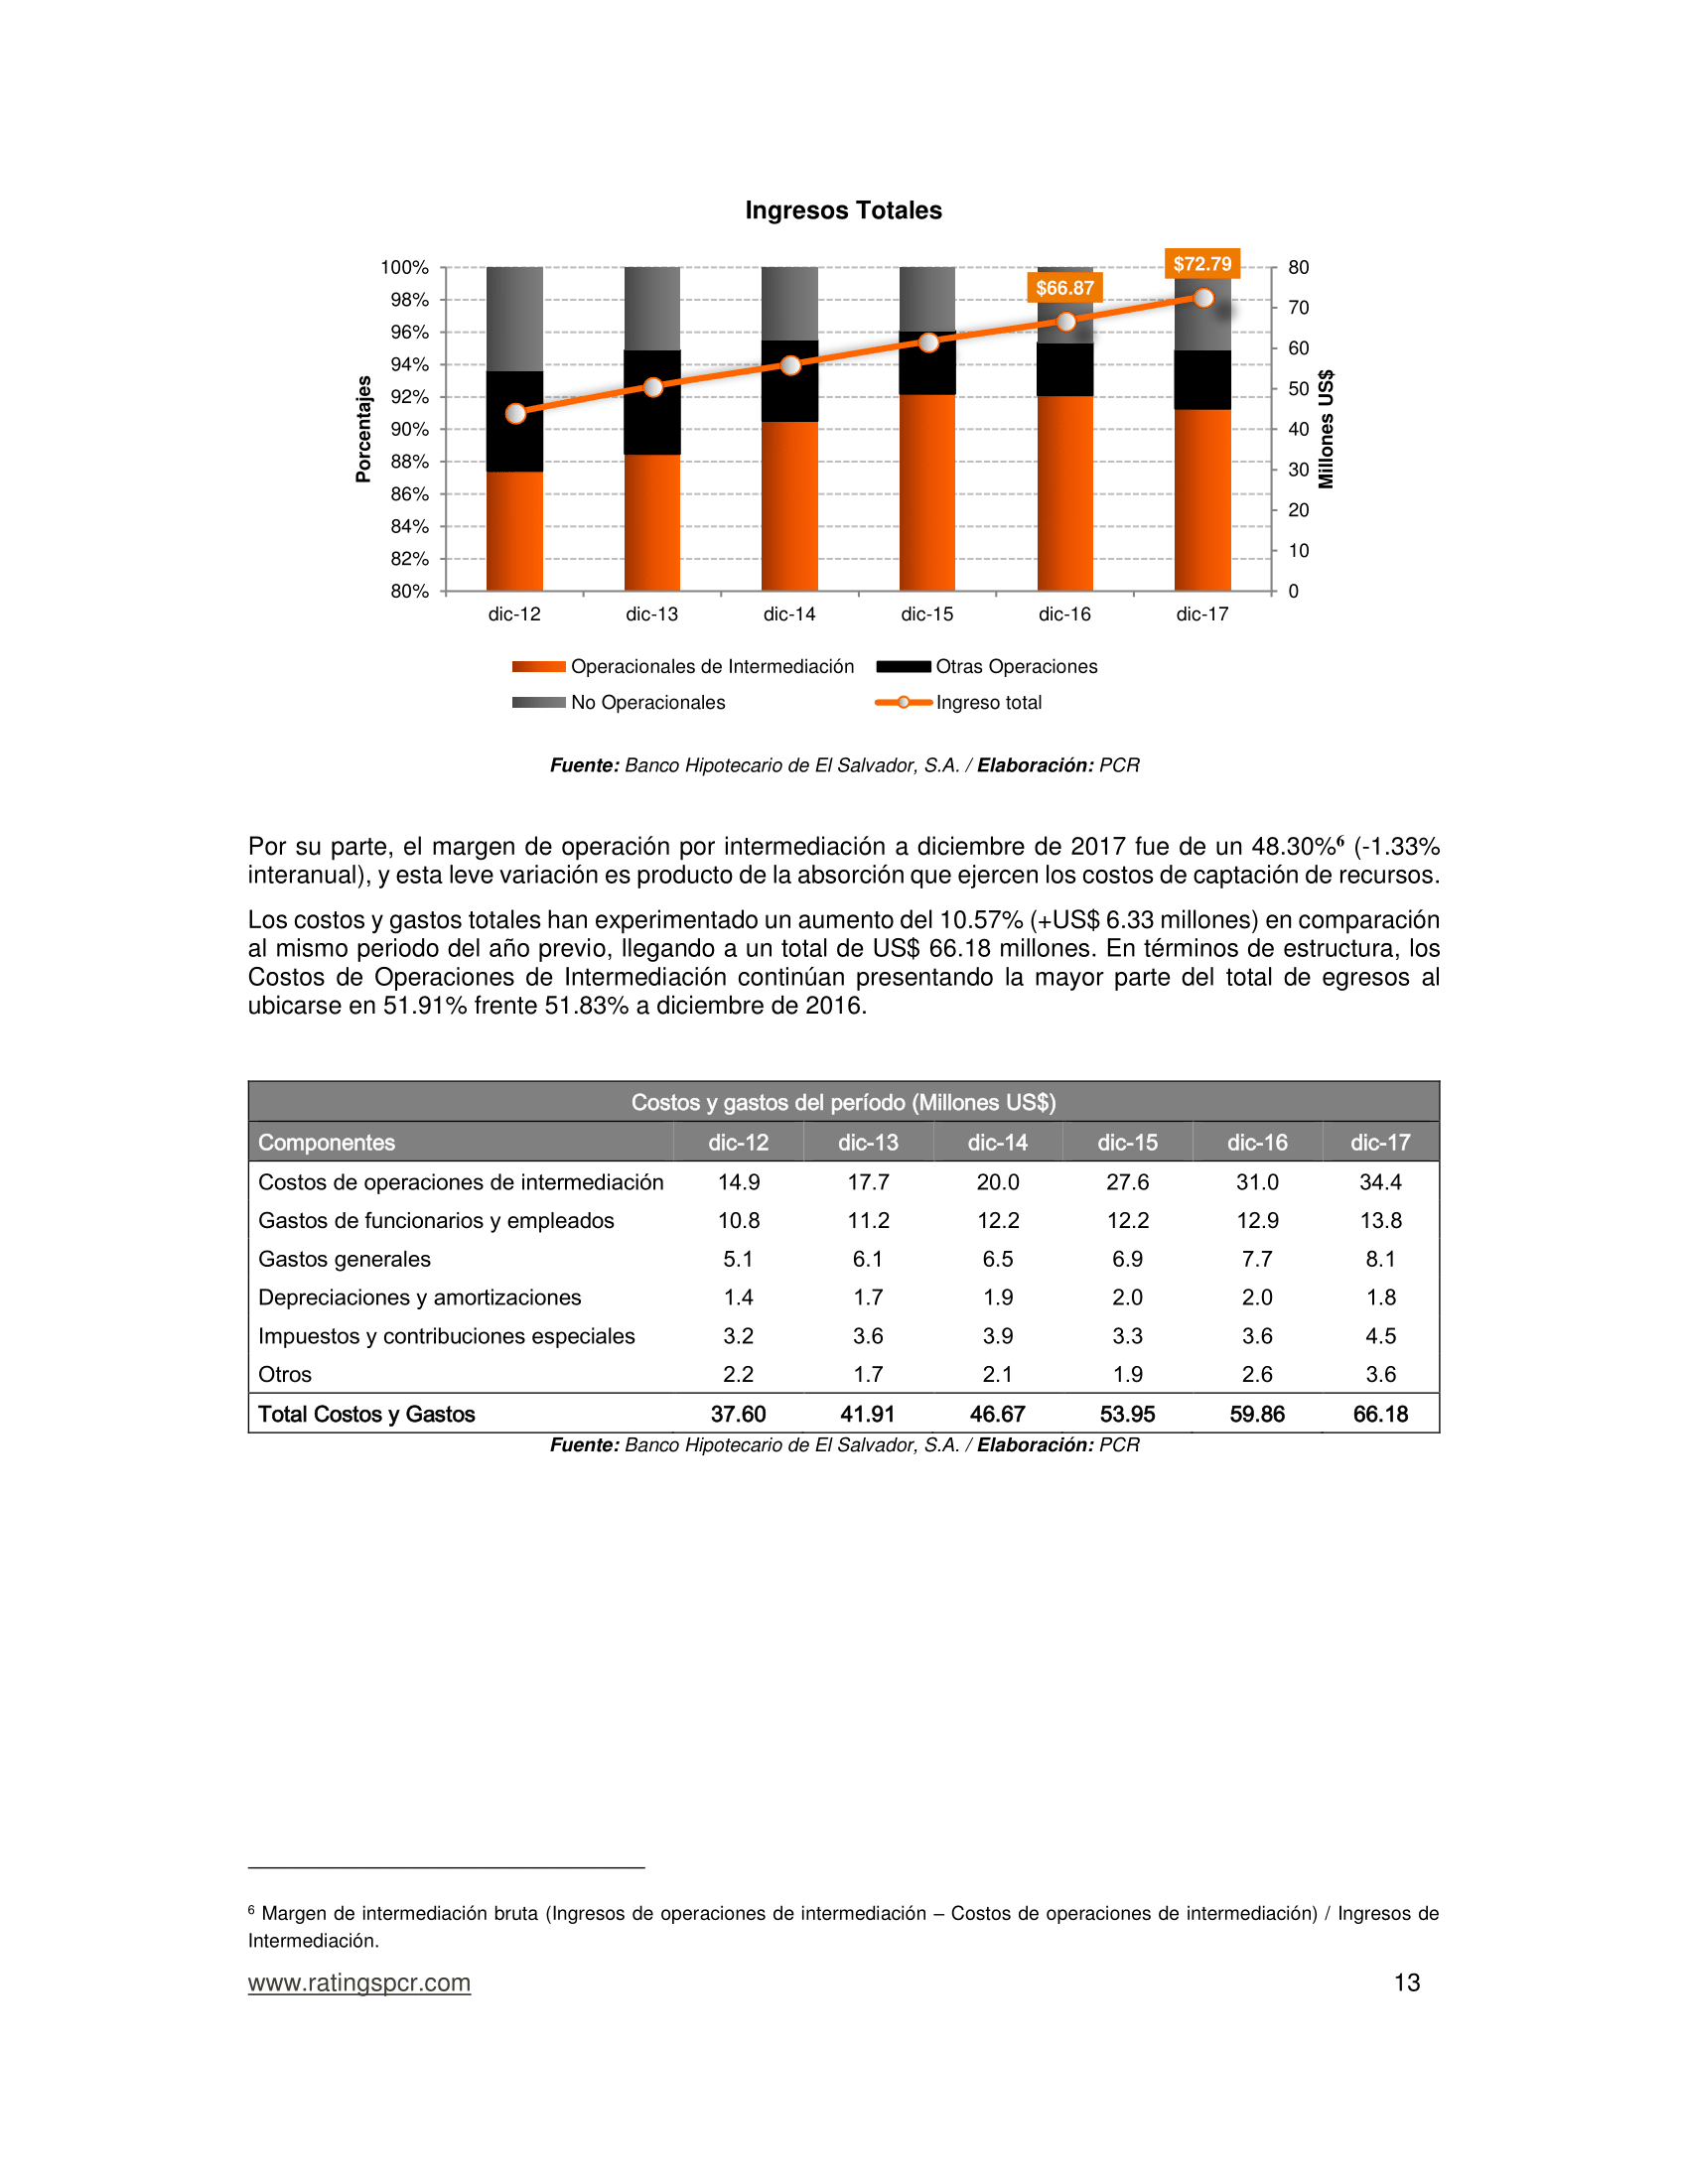 Ingresos Totales
$72.79
$66.87
100%
98%
96%
94%
92%
90%
88%
86%
84%
82%
80%
Porcentajes
80
70
60
50
40
30
20
10
0
Millones US$
dic-12 dic-13 dic-14 dic-15 dic-16 dic-17
Operacionales de Intermediación Otras Operaciones
No Operacionales Ingreso total
Fuente: Banco Hipotecario de El Salvador, S.A. / Elaboración: PCR
Por su parte, el margen de operación por intermediación a diciembre de 2017 fue de un 48.30%⁶ (-1.33%
interanual), y esta leve variación es producto de la absorción que ejercen los costos de captación de recursos.
Los costos y gastos totales han experimentado un aumento del 10.57% (+US$ 6.33 millones) en comparación
al mismo periodo del año previo, llegando a un total de US$ 66.18 millones. En términos de estructura, los
Costos de Operaciones de Intermediación continúan presentando la mayor parte del total de egresos al
ubicarse en 51.91% frente 51.83% a diciembre de 2016.
Costos y gastos del período (Millones US$)
Componentes dic-12 dic-13 dic-14 dic-15 dic-16 dic-17
Costos de operaciones de intermediación 14.9 17.7 20.0 27.6 31.0 34.4
Gastos de funcionarios y empleados 10.8 11.2 12.2 12.2 12.9 13.8
Gastos generales 5.1 6.1 6.5 6.9 7.7 8.1
Depreciaciones y amortizaciones 1.4 1.7 1.9 2.0 2.0 1.8
Impuestos y contribuciones especiales 3.2 3.6 3.9 3.3 3.6 4.5
Otros 2.2 1.7 2.1 1.9 2.6 3.6
Total Costos y Gastos 37.60 41.91 46.67 53.95 59.86 66.18
Fuente: Banco Hipotecario de El Salvador, S.A. / Elaboración: PCR
⁶ Margen de intermediación bruta (Ingresos de operaciones de intermediación – Costos de operaciones de intermediación) / Ingresos de
Intermediación.
www.ratingspcr.com 13